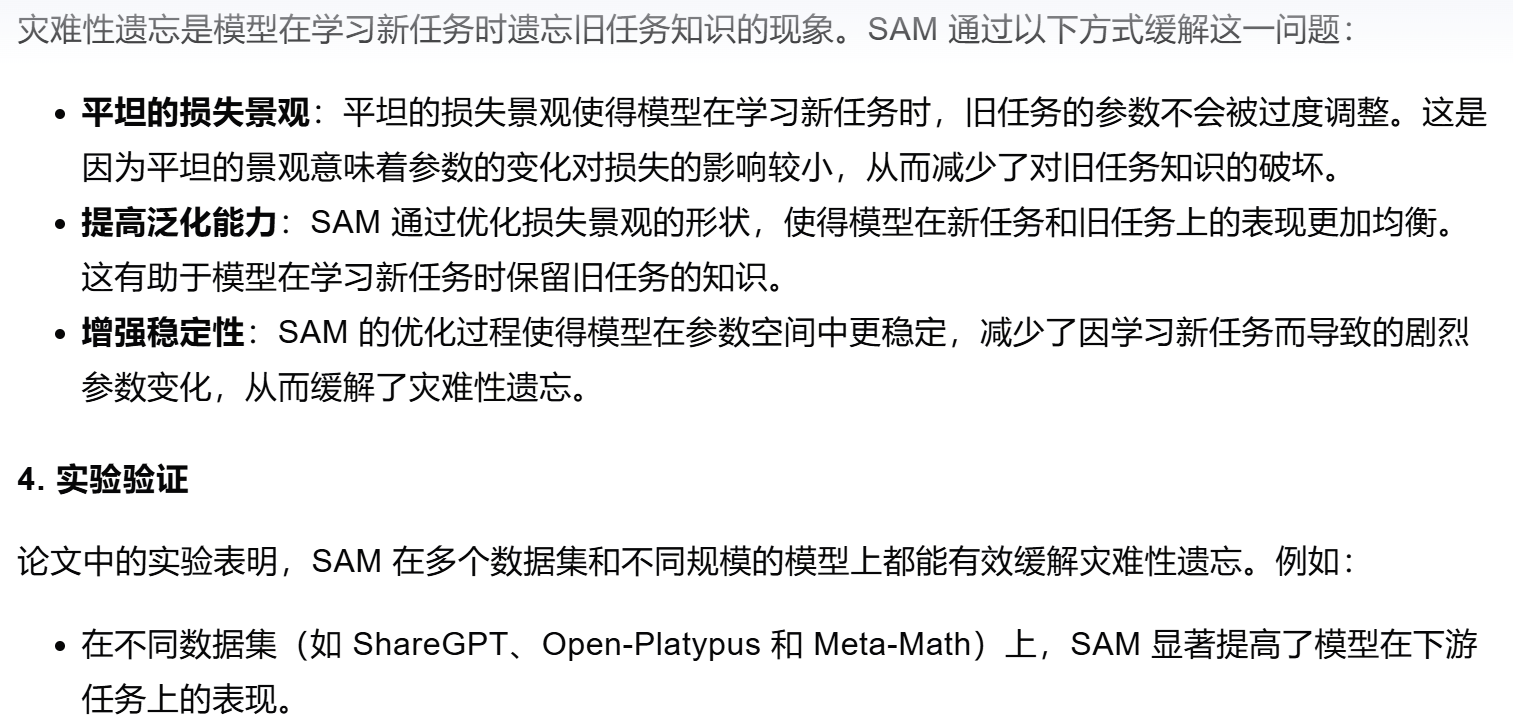 灾难性遗忘是模型在学习新任务时遗忘旧任务知识的现象。SAM 通过以下方式缓解这一问题：
• 平坦的损失景观：平坦的损失景观使得模型在学习新任务时，旧任务的参数不会被过度调整。这是
因为平坦的景观意味着参数的变化对损失的影响较小，从而减少了对旧任务知识的破坏。
• 提高泛化能力：SAM 通过优化损失景观的形状，使得模型在新任务和旧任务上的表现更加均衡。
这有助于模型在学习新任务时保留旧任务的知识。
• 增强稳定性：SAM 的优化过程使得模型在参数空间中更稳定，减少了因学习新任务而导致的剧烈
参数变化，从而缓解了灾难性遗忘。
4. 实验验证
论文中的实验表明，SAM 在多个数据集和不同规模的模型上都能有效缓解灾难性遗忘。例如：
• 在不同数据集（如 ShareGPT、Open-Platypus 和 Meta-Math）上，SAM 显著提高了模型在下游
任务上的表现。